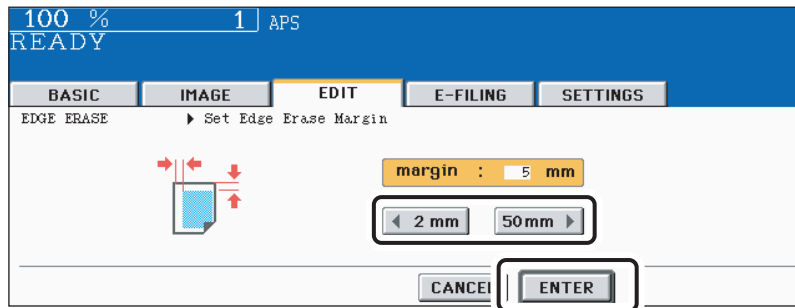 100 % 1 APS
READY
BASIC IMAGE EDIT E-FILING SETTINGS
EDGE ERASE ▶ Set Edge Erase Margin
margin : 5 mm
◀ 2 mm 50mm ▶
CANCEL ENTER